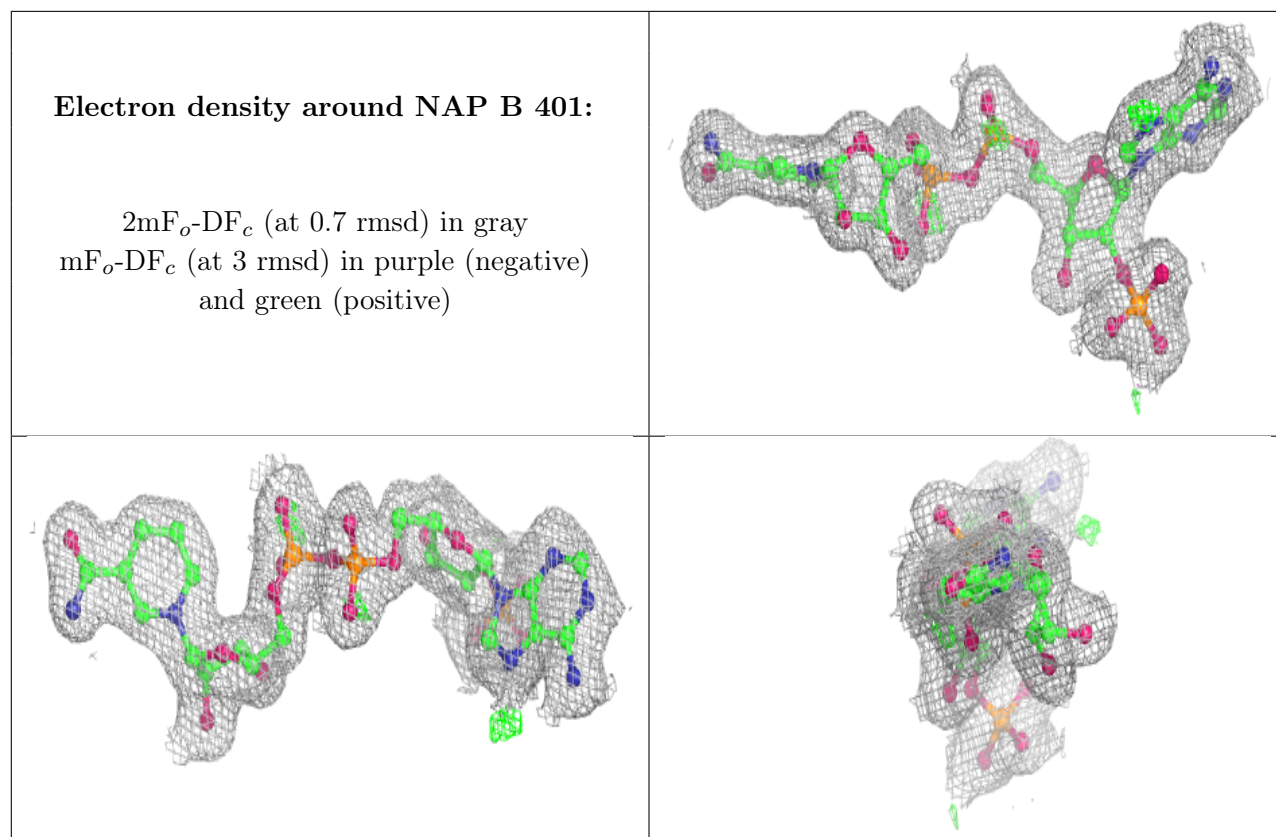 Electron density around NAP B 401:
2mFₒ-DF𝒸 (at 0.7 rmsd) in gray
mFₒ-DF𝒸 (at 3 rmsd) in purple (negative)
and green (positive)